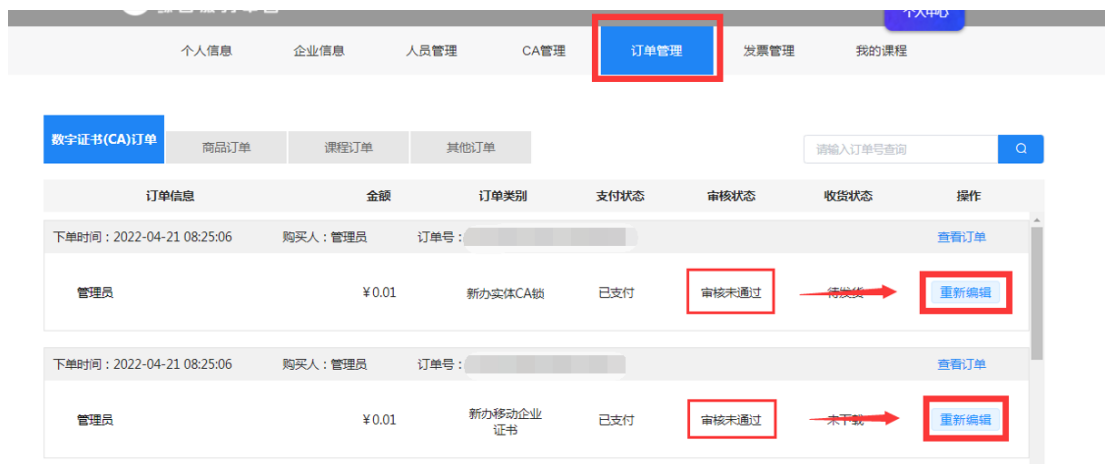 个人中心
个人信息 企业信息 人员管理 CA管理 订单管理 发票管理 我的课程
数字证书(CA)订单 商品订单 课程订单 其他订单 请输入订单号查询
订单信息 金额 订单类别 支付状态 审核状态 收货状态 操作
下单时间：2022-04-21 08:25:06 购买人：管理员 订单号： 查看订单
管理员 ¥0.01 新办实体CA锁 已支付 审核未通过 待发货 重新编辑
下单时间：2022-04-21 08:25:06 购买人：管理员 订单号： 查看订单
管理员 ¥0.01 新办移动企业 已支付 审核未通过 未下载 重新编辑
证书